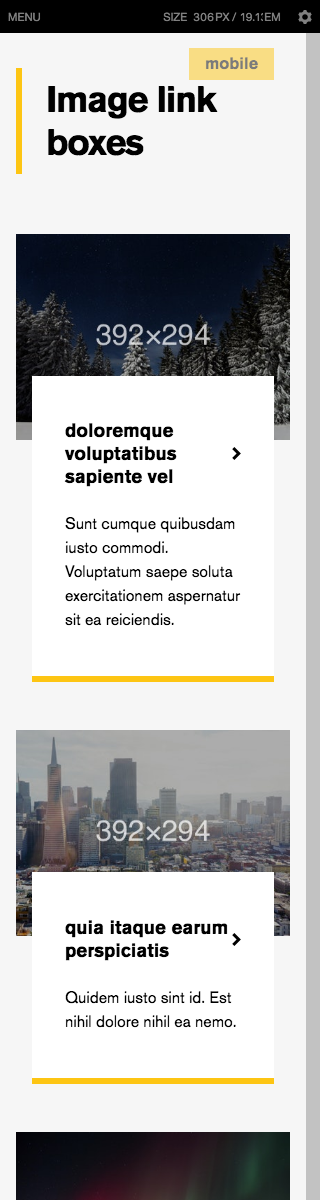 MENU SIZE 306PX / EM
mobile
Image link
boxes
392×294
doloremque
voluptatibus
sapiente vel
Sunt cumque quibusdam
iusto commodi.
Voluptatum saepe soluta
exercitationem aspernatur
sit ea reiciendis.
392×294
quia itaque earum
perspiciatis
Quidem iusto sint id. Est
nihil dolore nihil ea nemo.